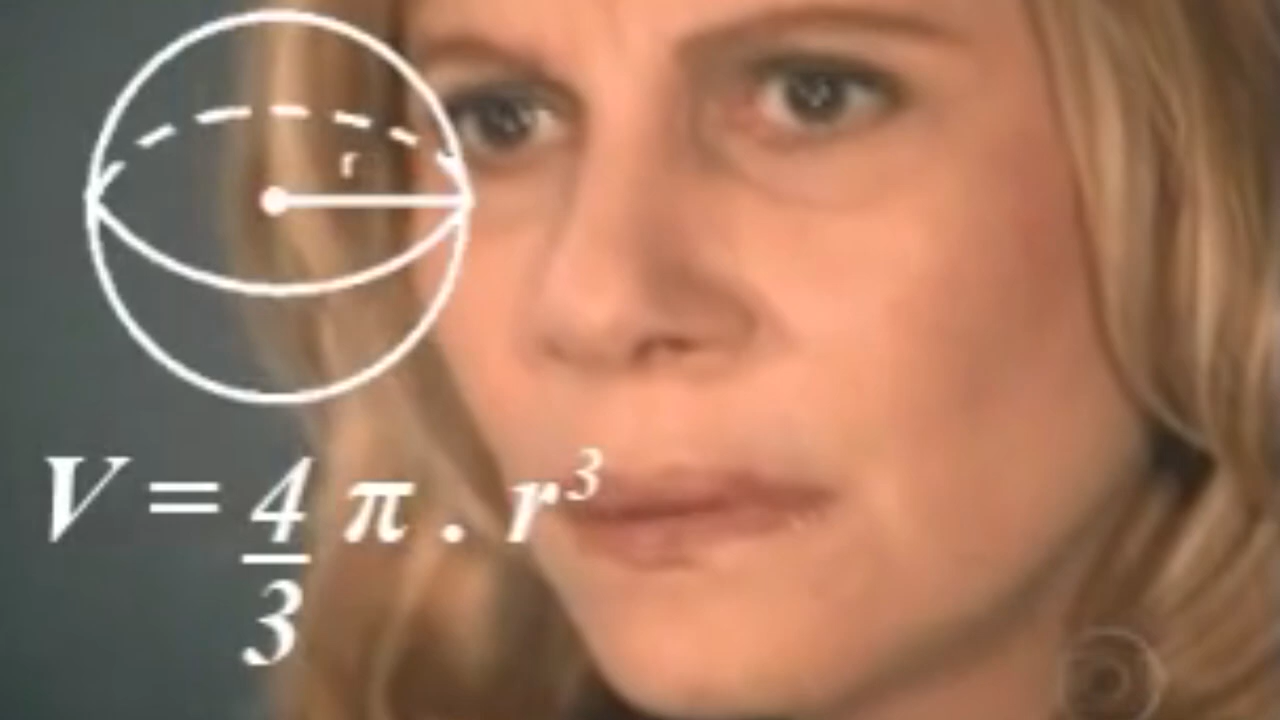 r
V = 4/3 π . r³